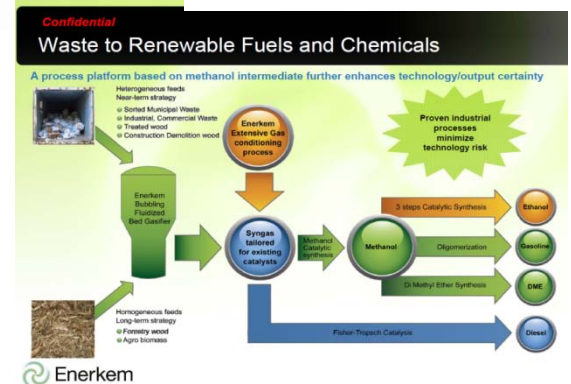 Confidential
Waste to Renewable Fuels and Chemicals
A process platform based on methanol intermediate further enhances technology/output certainty
Heterogeneous feeds
Near-term strategy
Sorted Municipal Waste
Industrial, Commercial Waste
Treated wood
Construction Demolition wood
Enerkem
Extensive Gas
conditioning
process
Proven industrial
processes
minimize
technology risk
Enerkem
Bubbling
Fluidized
Bed Gasifier
Syngas
tailored
for existing
catalysts
Methanol
Catalytic
synthesis
Methanol
3 steps Catalytic Synthesis
Ethanol
Oligomerization
Gasoline
Di Methyl Ether Synthesis
DME
Fisher-Tropsch Catalysis
Diesel
Homogeneous feeds
Long-term strategy
Forestry wood
Agro biomass
Enerkem